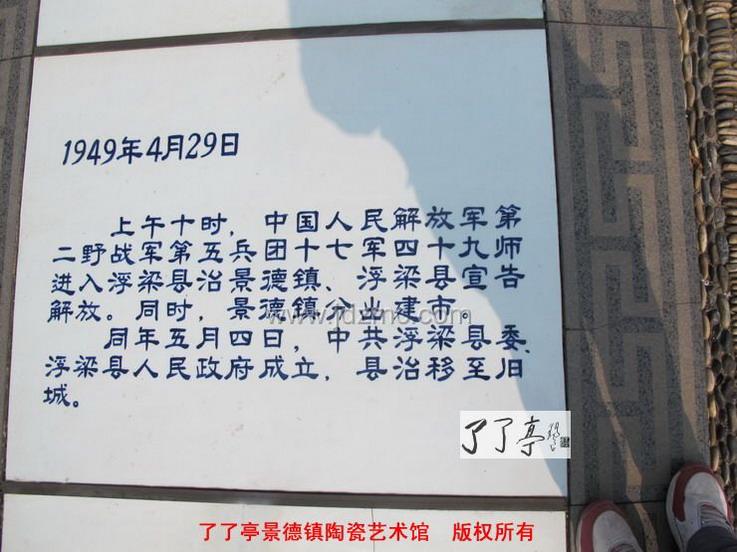 1949年4月29日
上午十时，中国人民解放军第
二野战军第五兵团十七军四十九师
进入浮梁县治景德镇、浮梁县宣告
解放。同时，景德镇分出建市。
同年五月四日，中共浮梁县委、
浮梁县人民政府成立，县治移至旧
城。
了了亭
了了亭景德镇陶瓷艺术馆 版权所有